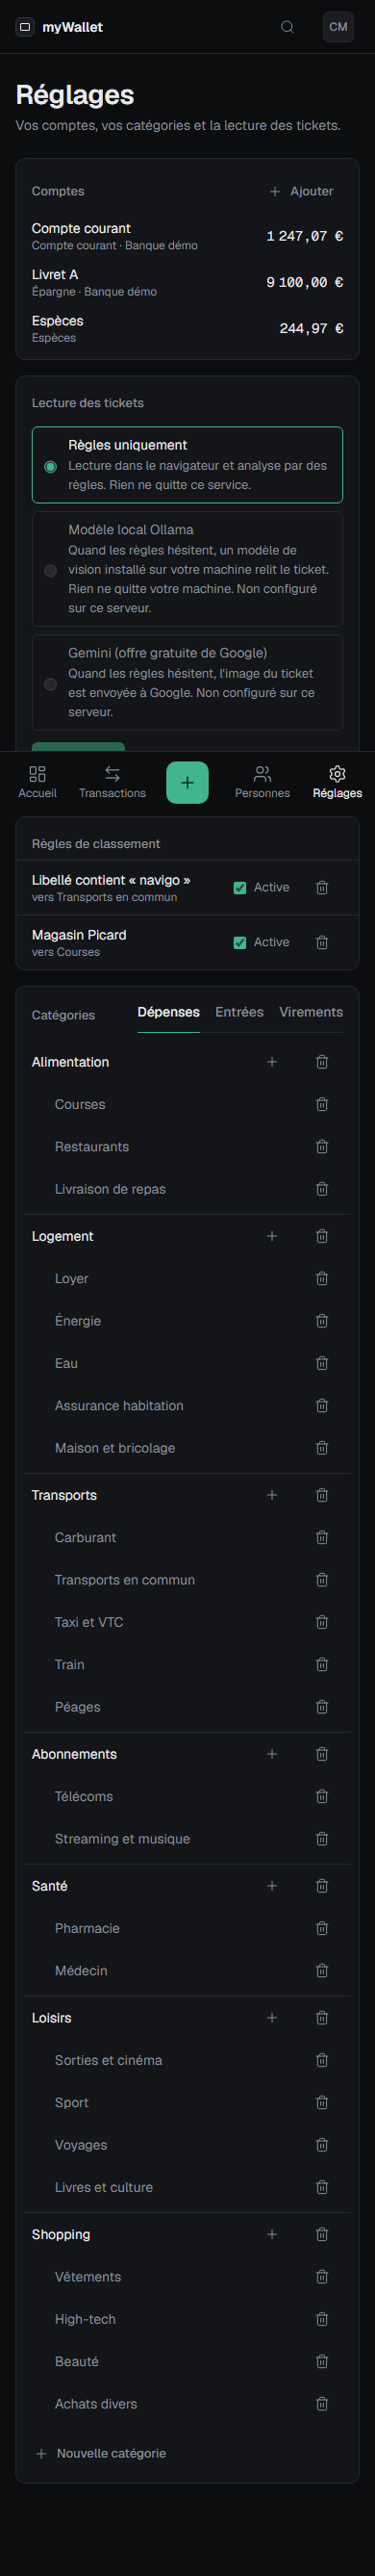 myWallet
CM
Réglages
Vos comptes, vos catégories et la lecture des tickets.
Comptes
Ajouter
Compte courant
1 247,07 €
Compte courant · Banque démo
Livret A
9 100,00 €
Épargne · Banque démo
Espèces
244,97 €
Espèces
Lecture des tickets
Règles uniquement
Lecture dans le navigateur et analyse par des
règles. Rien ne quitte ce service.
Modèle local Ollama
Quand les règles hésitent, un modèle de
vision installé sur votre machine relit le ticket.
Rien ne quitte votre machine. Non configuré
sur ce serveur.
Gemini (offre gratuite de Google)
Quand les règles hésitent, l'image du ticket
est envoyée à Google. Non configuré sur ce
serveur.
Accueil
Transactions
Personnes
Réglages
Règles de classement
Libellé contient « navigo »
vers Transports en commun
Active
Magasin Picard
vers Courses
Active
Catégories
Dépenses
Entrées
Virements
Alimentation
Courses
Restaurants
Livraison de repas
Logement
Loyer
Énergie
Eau
Assurance habitation
Maison et bricolage
Transports
Carburant
Transports en commun
Taxi et VTC
Train
Péages
Abonnements
Télécoms
Streaming et musique
Santé
Pharmacie
Médecin
Loisirs
Sorties et cinéma
Sport
Voyages
Livres et culture
Shopping
Vêtements
High-tech
Beauté
Achats divers
Nouvelle catégorie